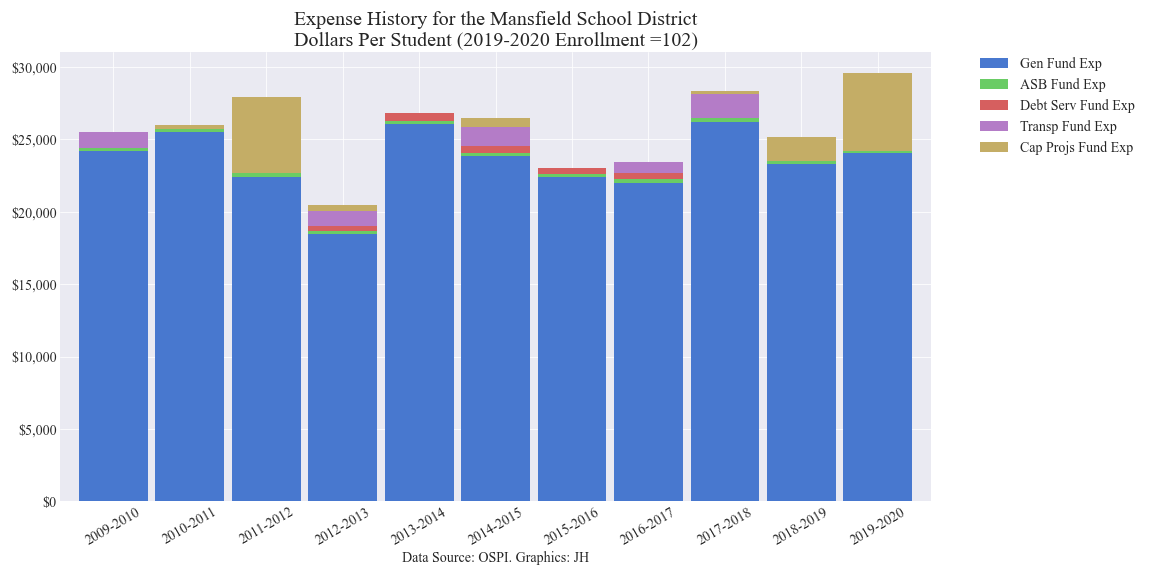 Expense History for the Mansfield School District
Dollars Per Student (2019-2020 Enrollment =102)
$30,000
$25,000
$20,000
$15,000
$10,000
$5,000
$0
2009-2010
2010-2011
2011-2012
2012-2013
2013-2014
2014-2015
2015-2016
2016-2017
2017-2018
2018-2019
2019-2020
Data Source: OSPI. Graphics: JH
Gen Fund Exp
ASB Fund Exp
Debt Serv Fund Exp
Transp Fund Exp
Cap Projs Fund Exp